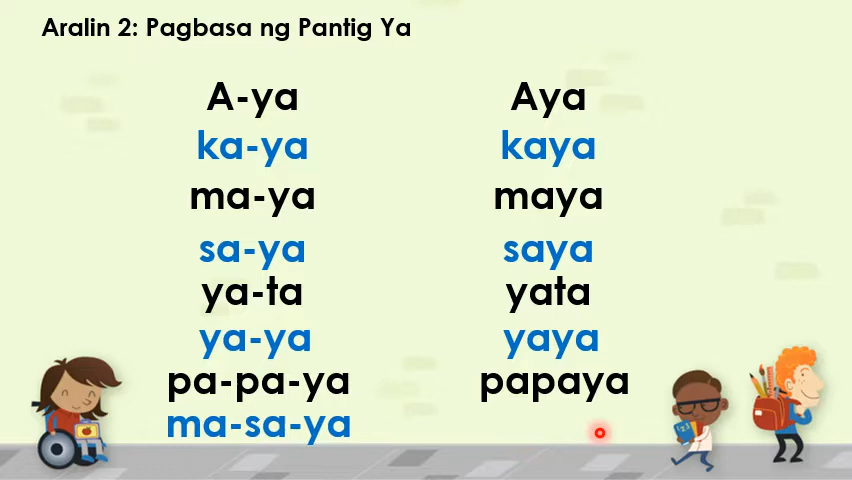 Aralin 2: Pagbasa ng Pantig Ya
A-ya Aya
ka-ya kaya
ma-ya maya
sa-ya saya
ya-ta yata
ya-ya yaya
pa-pa-ya papaya
ma-sa-ya